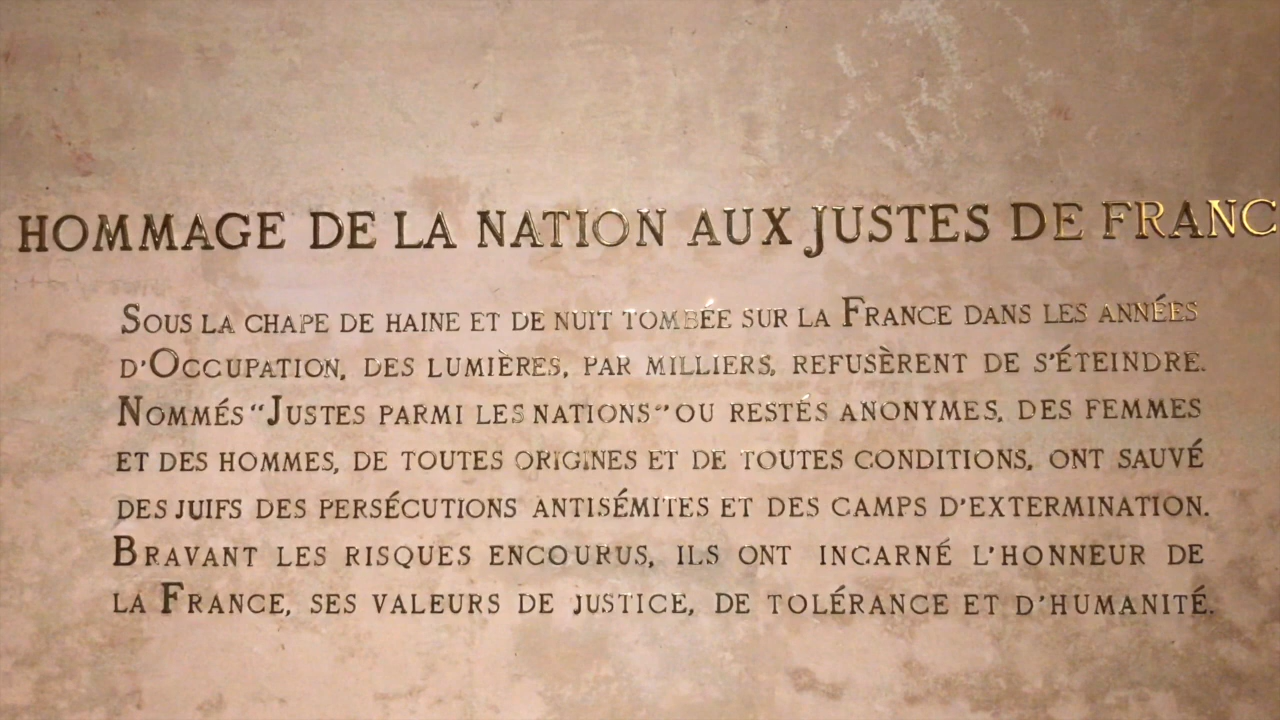 HOMMAGE DE LA NATION AUX JUSTES DE FRANC
SOUS LA CHAPE DE HAINE ET DE NUIT TOMBÉE SUR LA FRANCE DANS LES ANNÉES
D'OCCUPATION, DES LUMIÈRES, PAR MILLIERS, REFUSÈRENT DE S'ÉTEINDRE.
NOMMÉS "JUSTES PARMI LES NATIONS" OU RESTÉS ANONYMES, DES FEMMES
ET DES HOMMES, DE TOUTES ORIGINES ET DE TOUTES CONDITIONS, ONT SAUVÉ
DES JUIFS DES PERSÉCUTIONS ANTISÉMITES ET DES CAMPS D'EXTERMINATION.
BRAVANT LES RISQUES ENCOURUS, ILS ONT INCARNÉ L'HONNEUR DE
LA FRANCE, SES VALEURS DE JUSTICE, DE TOLÉRANCE ET D'HUMANITÉ.